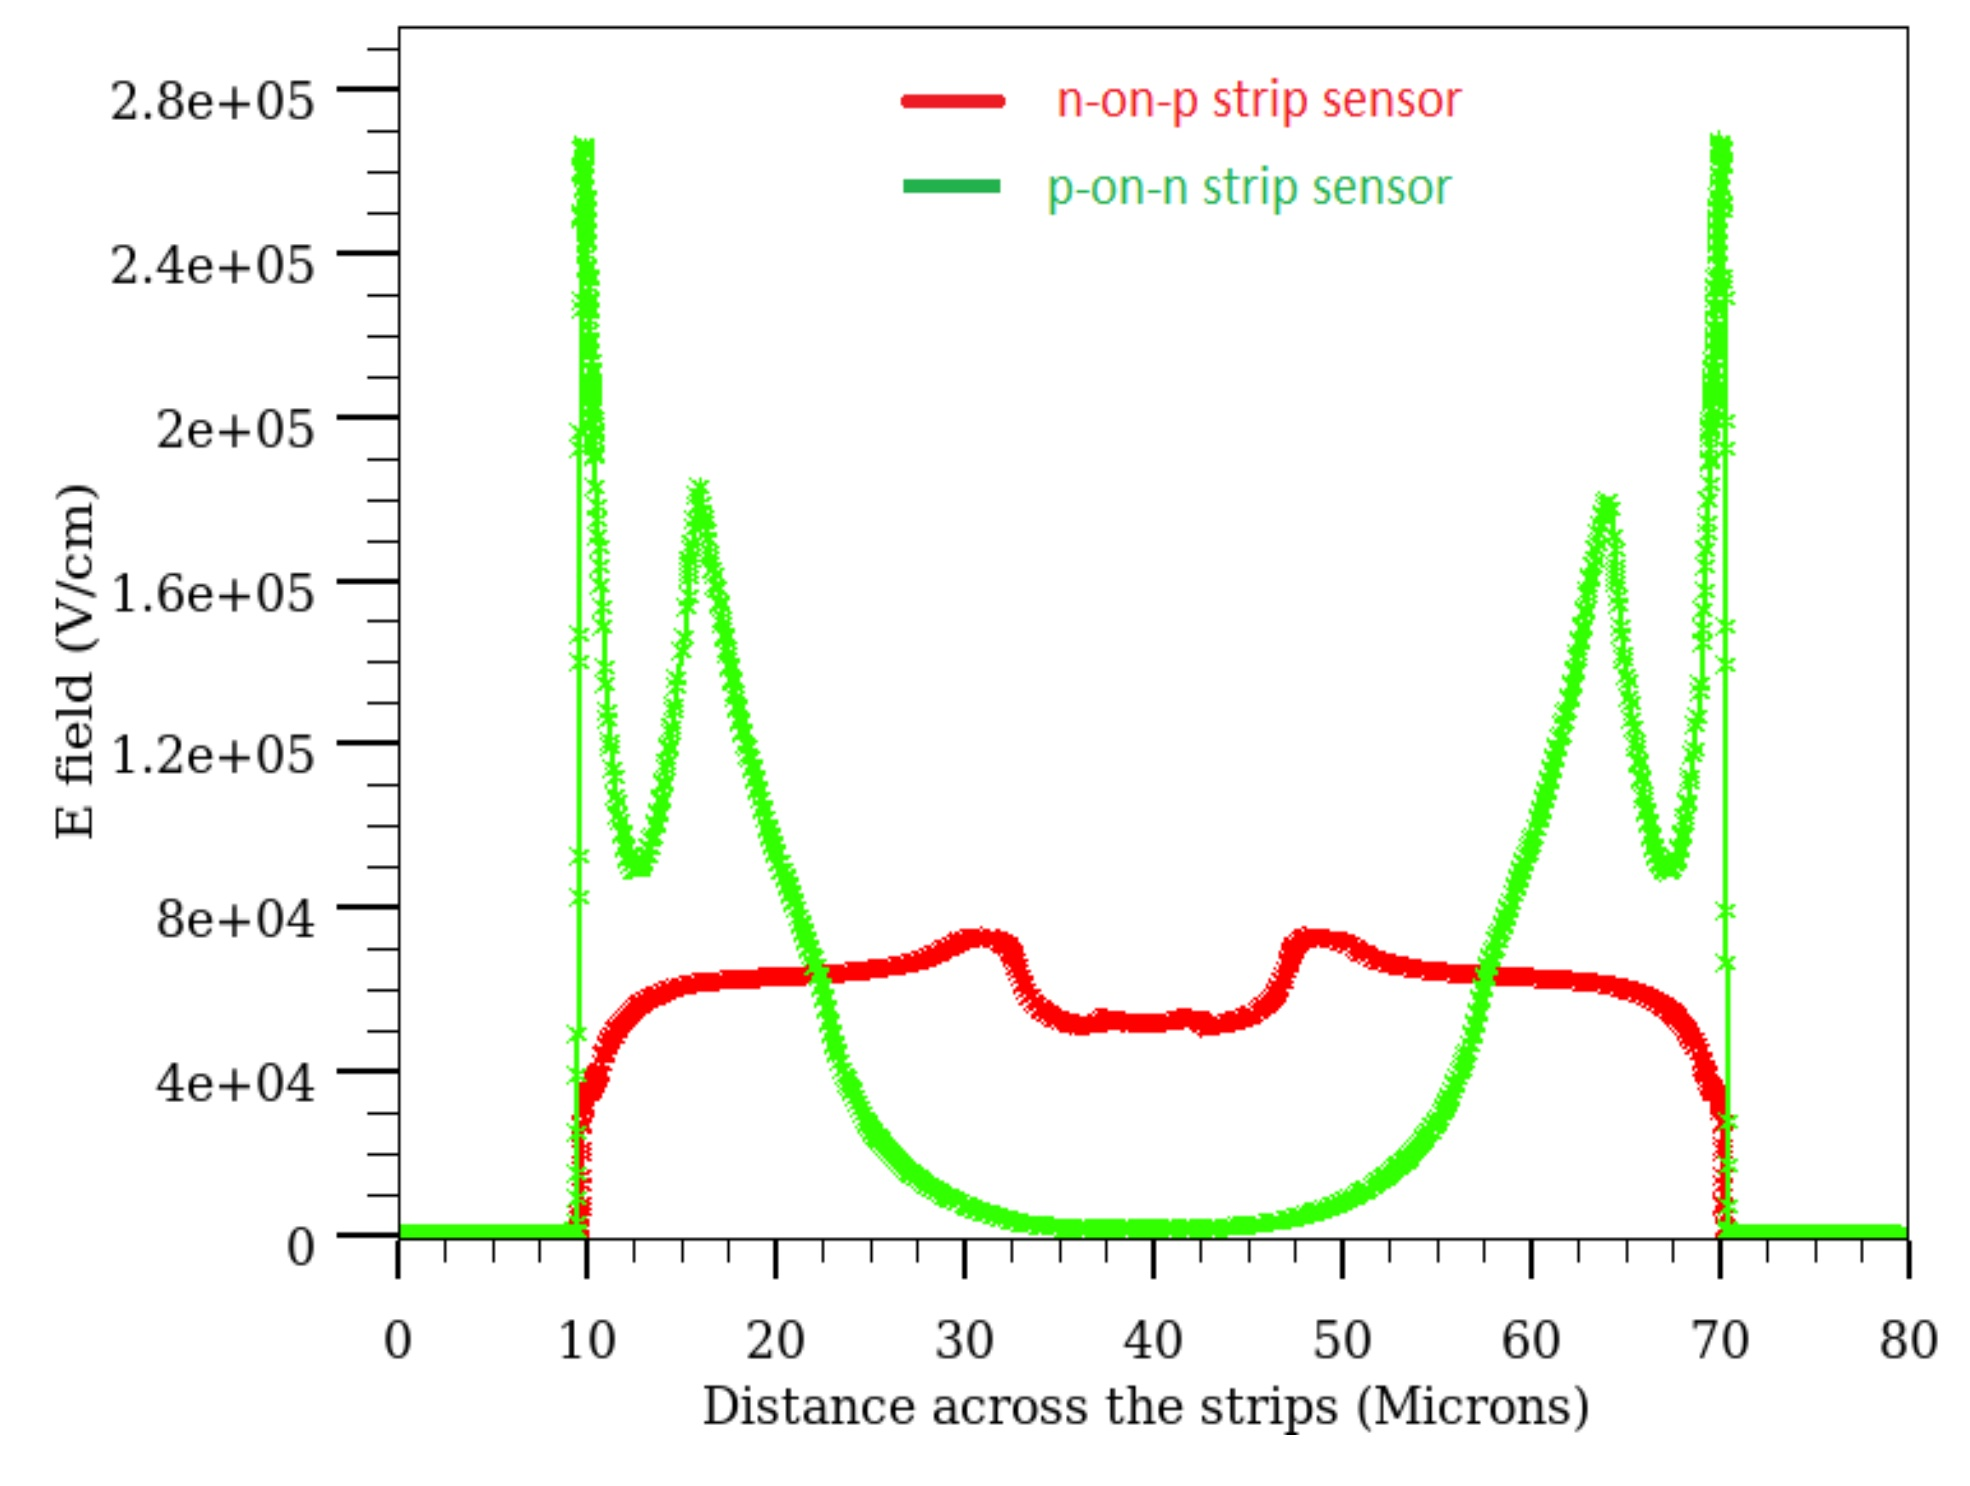 n-on-p strip sensor
p-on-n strip sensor
E field (V/cm)
2.8e+05
2.4e+05
2e+05
1.6e+05
1.2e+05
8e+04
4e+04
0
0 10 20 30 40 50 60 70 80
Distance across the strips (Microns)